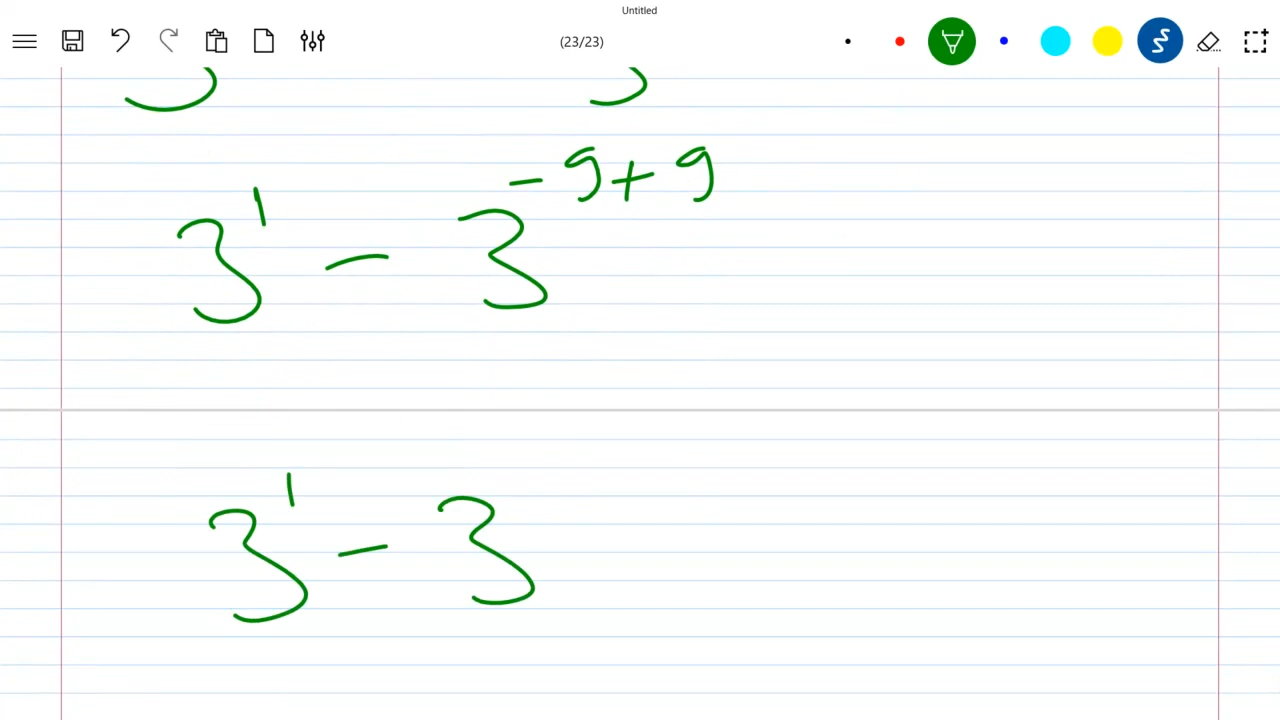 Untitled
(23/23)
3¹ - 3⁻⁹⁺⁹
3¹ - 3